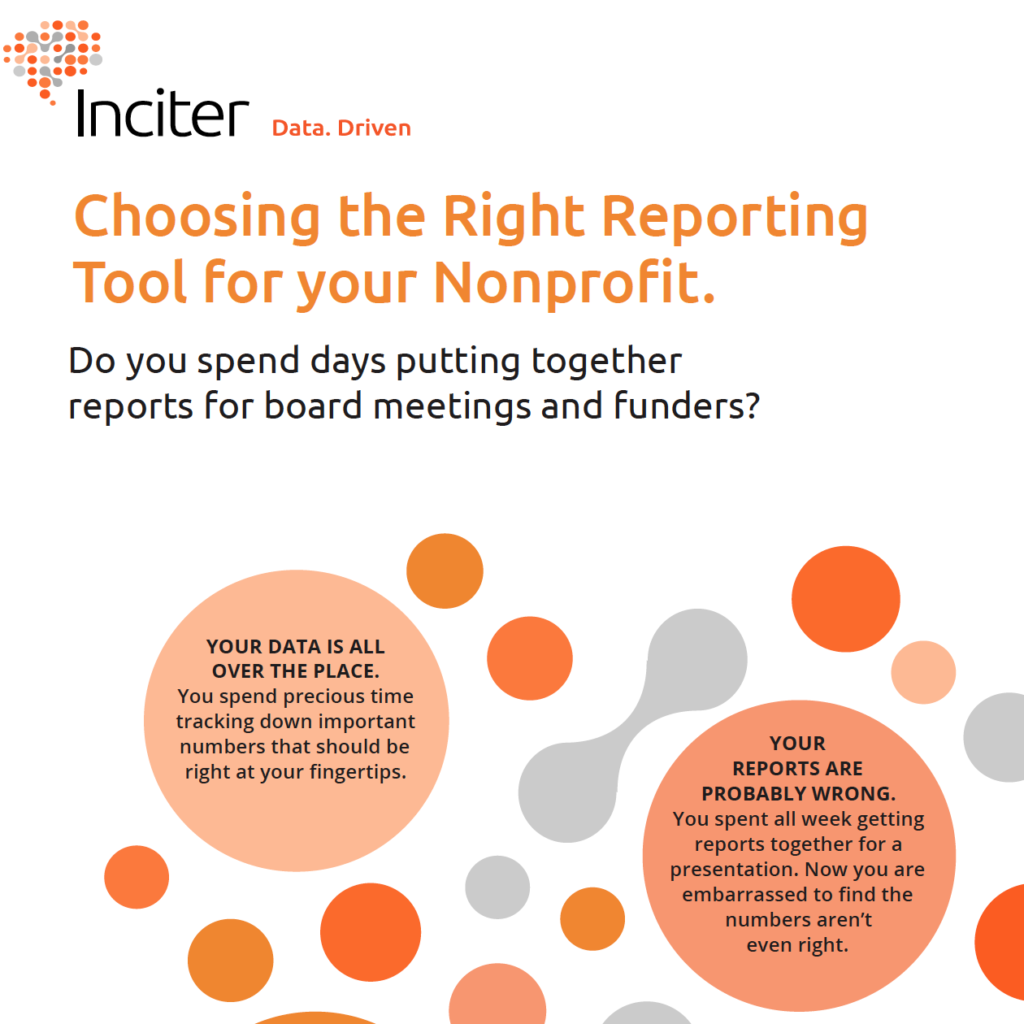 Inciter Data. Driven
Choosing the Right Reporting
Tool for your Nonprofit.
Do you spend days putting together
reports for board meetings and funders?
YOUR DATA IS ALL
OVER THE PLACE.
You spend precious time
tracking down important
numbers that should be
right at your fingertips.
YOUR
REPORTS ARE
PROBABLY WRONG.
You spent all week getting
reports together for a
presentation. Now you are
embarrassed to find the
numbers aren’t
even right.